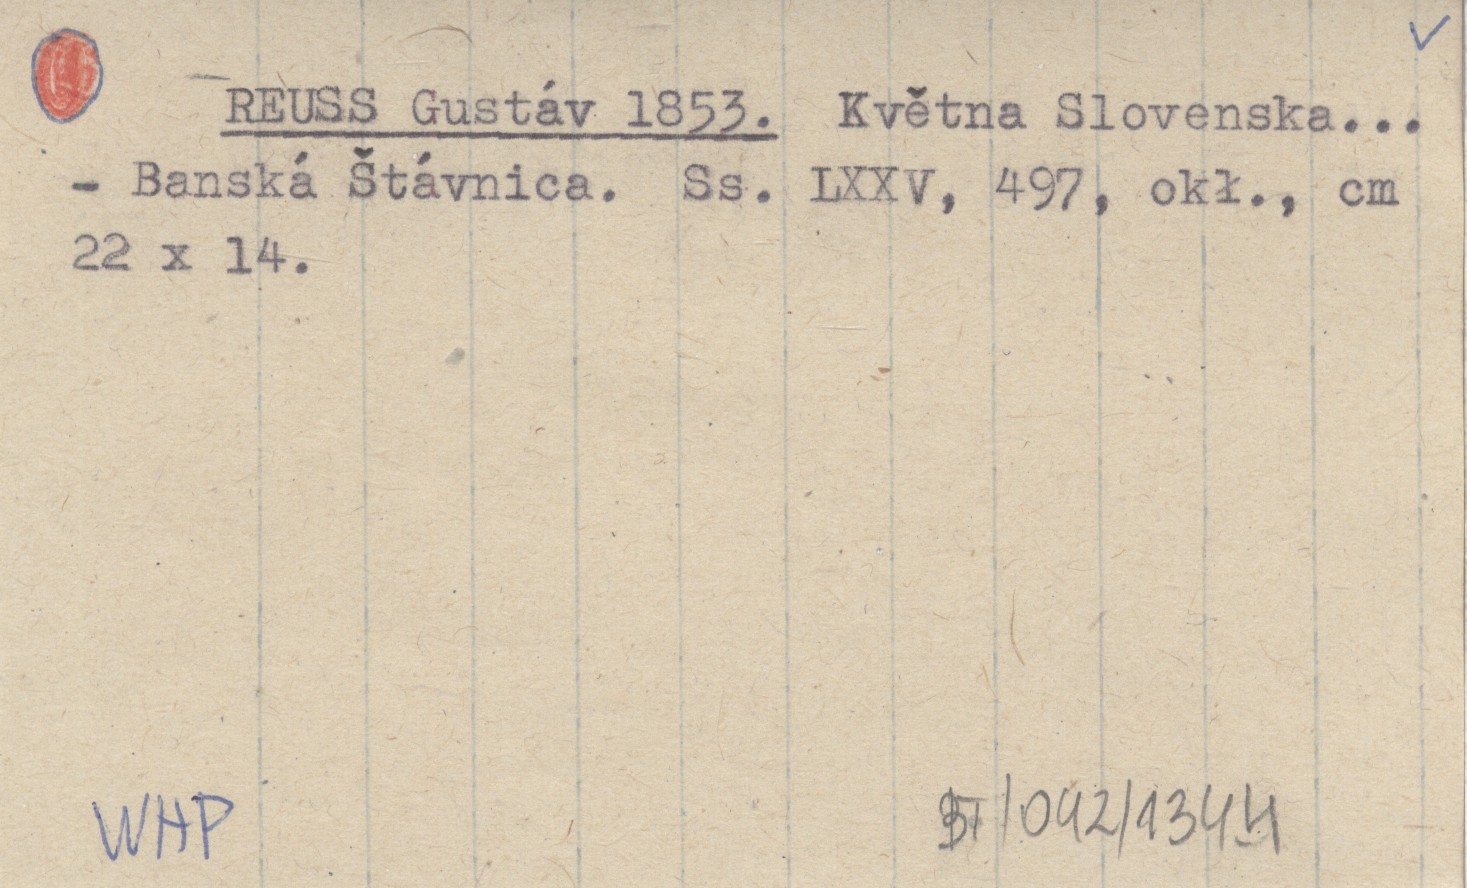 REUSS Gustáv 1853. Května Slovenska...
- Banská Štávnica. Ss. LXXV, 497, okł., cm
22 x 14.
WHP
/092/1344